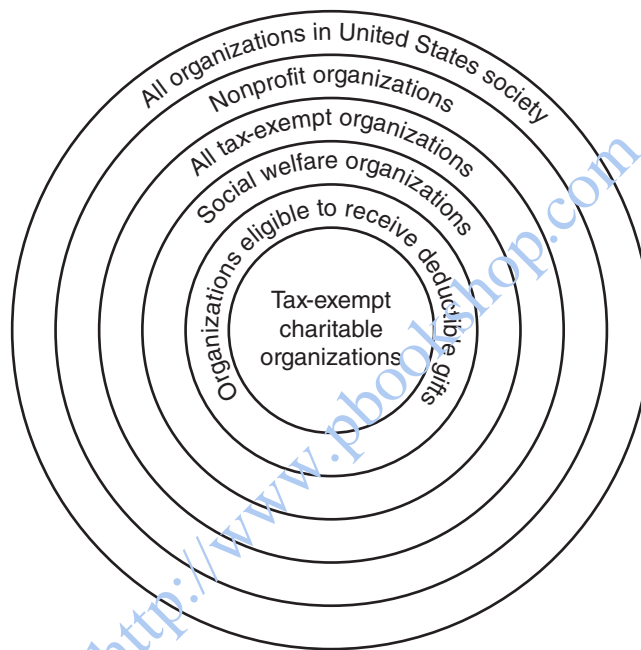 All organizations in United States society
Nonprofit organizations
All tax-exempt organizations
Social welfare organizations
Organizations eligible to receive deductible gifts
Tax-exempt
charitable
organizations
http://www.pbookshop.com